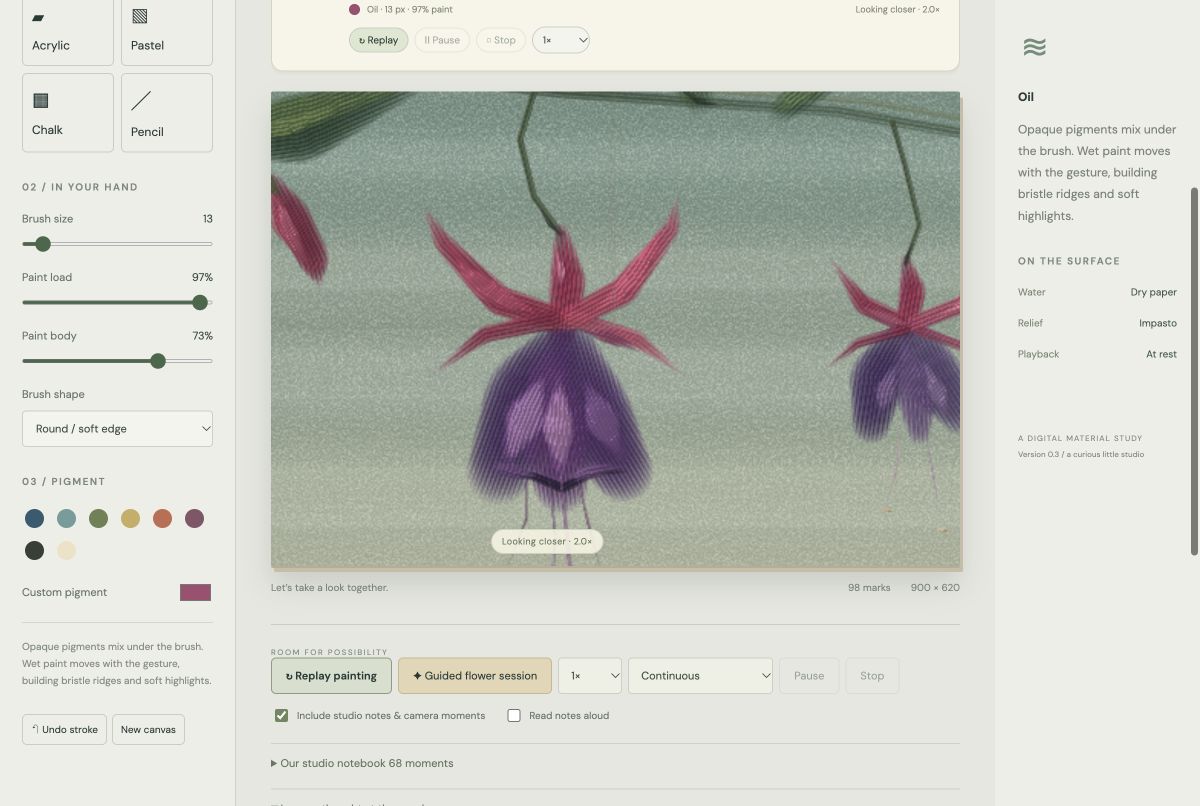 Acrylic
Pastel
Chalk
Pencil
02 / IN YOUR HAND
Brush size 13
Paint load 97%
Paint body 73%
Brush shape
Round / soft edge
03 / PIGMENT
Custom pigment
Opaque pigments mix under the brush.
Wet paint moves with the gesture,
building bristle ridges and soft highlights.
Undo stroke
New canvas
Oil · 13 px · 97% paint
Looking closer · 2.0×
↻ Replay
II Pause
Stop
1×
Looking closer · 2.0×
Let's take a look together.
98 marks
900 × 620
ROOM FOR POSSIBILITY
↻ Replay painting
✦ Guided flower session
1×
Continuous
Pause
Stop
Include studio notes & camera moments
Read notes aloud
Our studio notebook 68 moments
Oil
Opaque pigments mix under
the brush. Wet paint moves
with the gesture, building
bristle ridges and soft
highlights.
ON THE SURFACE
Water Dry paper
Relief Impasto
Playback At rest
A DIGITAL MATERIAL STUDY
Version 0.3 / a curious little studio